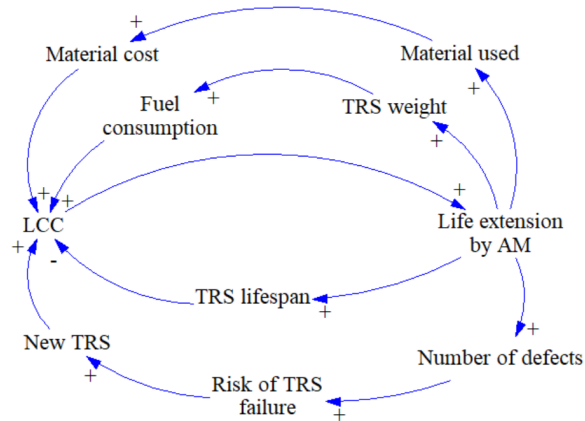 +
Material cost
Material used
+
+
Fuel
consumption
TRS weight
+
+
+
+
LCC
+
-
Life extension
by AM
TRS lifespan
+
+
New TRS
+
Number of defects
Risk of TRS
failure
+